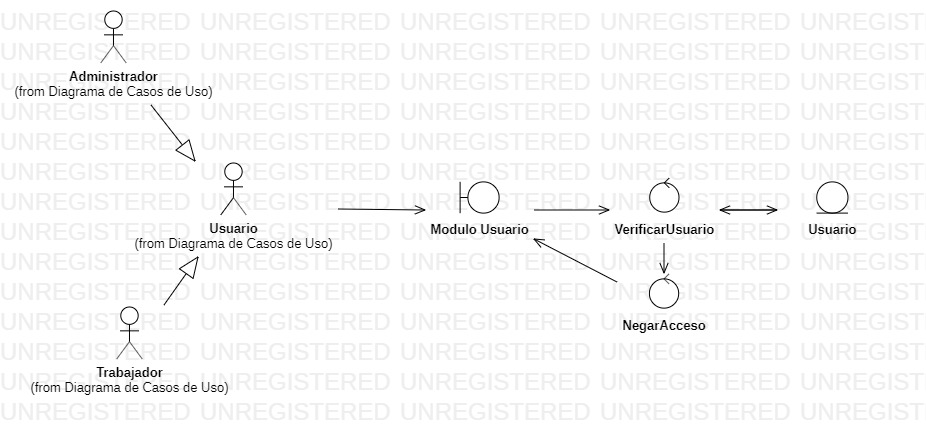 Administrador
(from Diagrama de Casos de Uso)
Usuario
(from Diagrama de Casos de Uso)
Modulo Usuario
VerificarUsuario
Usuario
NegarAcceso
Trabajador
(from Diagrama de Casos de Uso)
UNREGISTERED